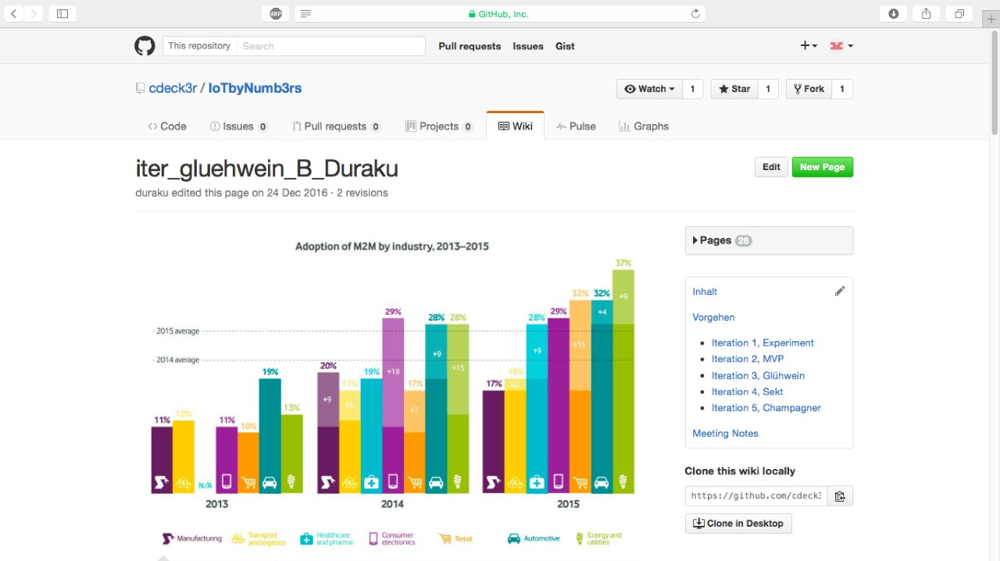 ABP
GitHub, Inc.
This repository Search Pull requests Issues Gist
cdeck3r / IoTbyNumb3rs
Watch 1 Star 1 Fork 1
Code Issues 0 Pull requests 0 Projects 0 Wiki Pulse Graphs
iter_gluehwein_B_Duraku
Edit New Page
duraku edited this page on 24 Dec 2016 · 2 revisions
Adoption of M2M by industry, 2013–2015
2015 average
2014 average
11% 12% N/A 11% 10% 19% 13%
2013
20% 17% 19% 29% 17% 28% 28%
+9 +5 +18 +7 +9 +15
2014
17% 19% 28% 29% 32% 32% 37%
+2 +9 +15 +4 +9
2015
Manufacturing
Transport
and logistics
Healthcare
and pharma
Consumer
electronics
Retail
Automotive
Energy and
utilities
Pages 28
Inhalt
Vorgehen
Iteration 1, Experiment
Iteration 2, MVP
Iteration 3, Glühwein
Iteration 4, Sekt
Iteration 5, Champagner
Meeting Notes
Clone this wiki locally
https://github.com/cdeck3
Clone in Desktop